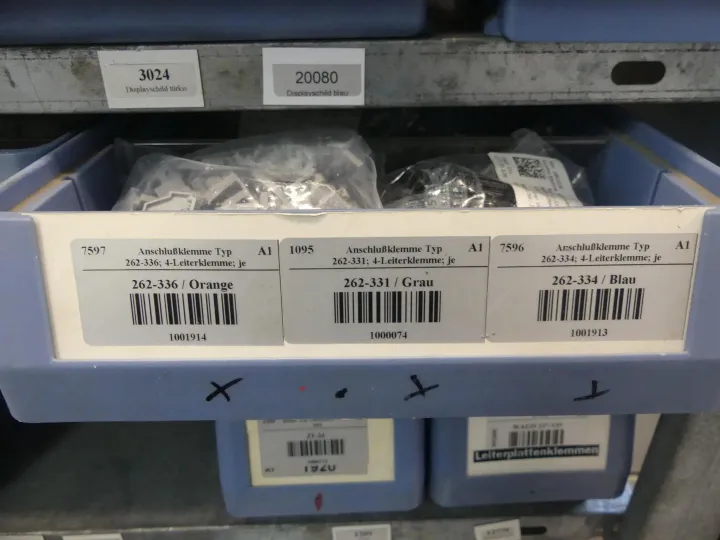 3024
Displayschild türkis
20080
Displayschild blau
7597 Anschlußklemme Typ A1
262-336; 4-Leiterklemme; je
262-336 / Orange
1001914
1095 Anschlußklemme Typ A1
262-331; 4-Leiterklemme; je
262-331 / Grau
1000074
7596 Anschlußklemme Typ A1
262-334; 4-Leiterklemme; je
262-334 / Blau
1001913
Leiterplattenklemmen